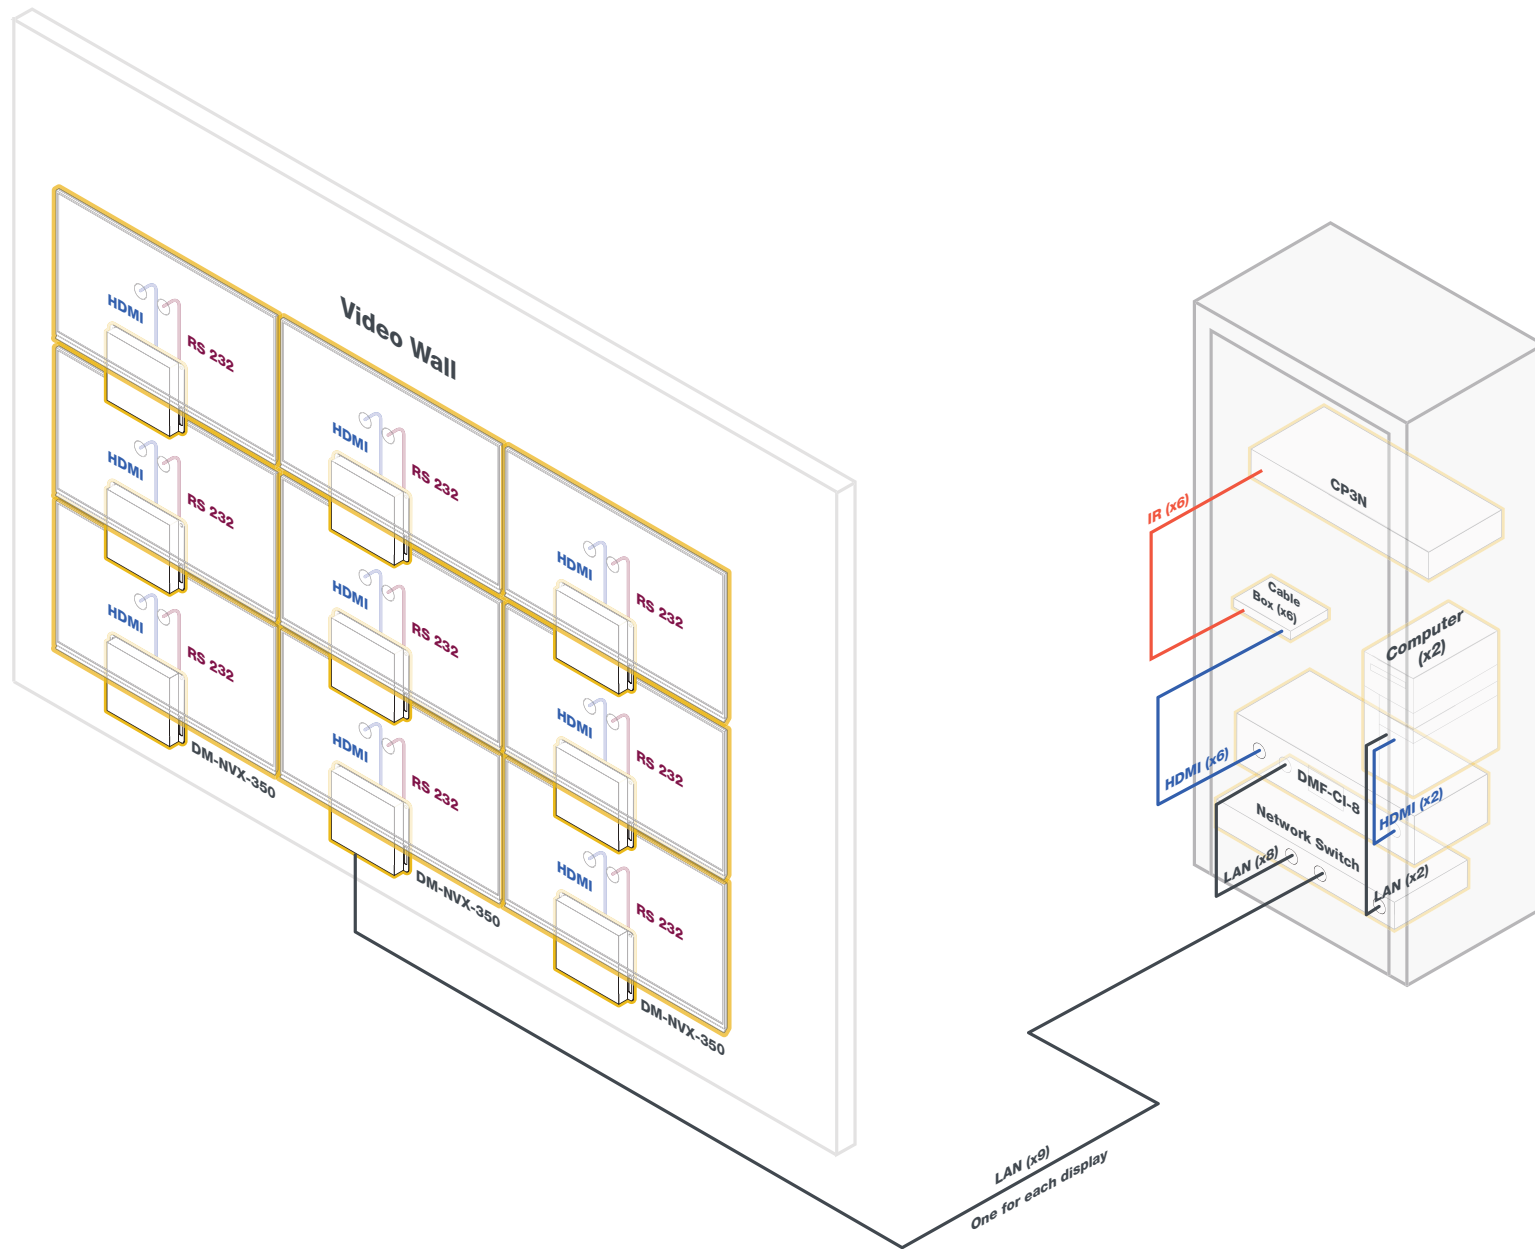 Video Wall
HDMI
RS 232
HDMI
RS 232
HDMI
RS 232
HDMI
RS 232
HDMI
RS 232
HDMI
RS 232
HDMI
RS 232
HDMI
RS 232
HDMI
RS 232
DM-NVX-350
DM-NVX-350
DM-NVX-350
LAN (x9)
One for each display
CP3N
IR (x6)
Cable
Box (x6)
Computer
(x2)
HDMI (x6)
DMF-CI-8
HDMI (x2)
Network Switch
LAN (x8)
LAN (x2)